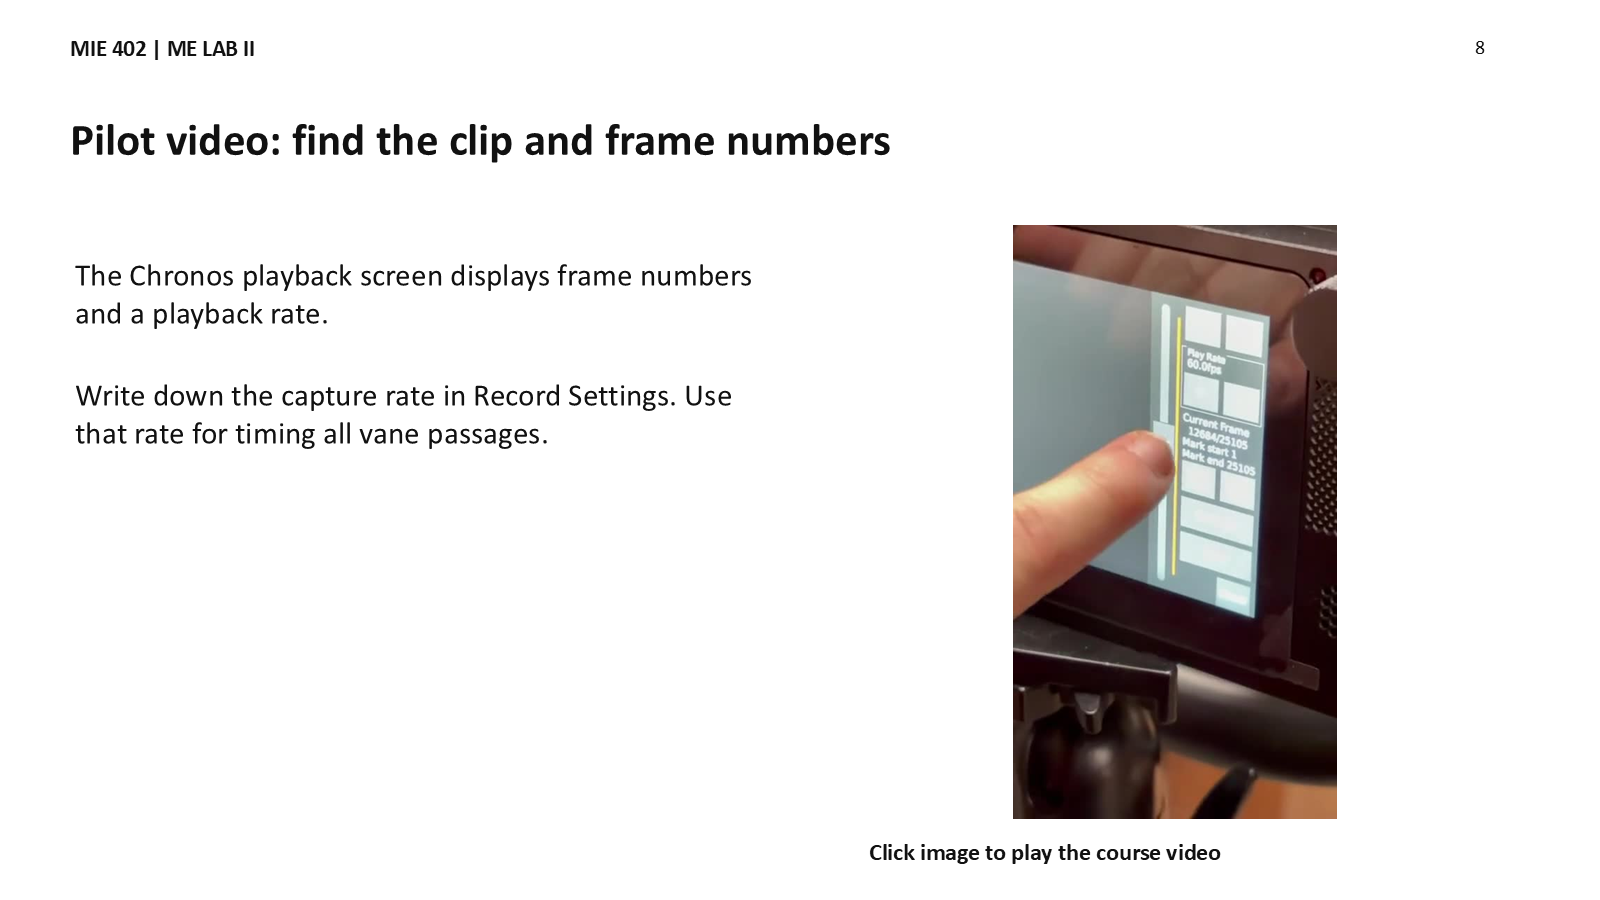 MIE 402 | ME LAB II
8
Pilot video: find the clip and frame numbers
The Chronos playback screen displays frame numbers
and a playback rate.
Write down the capture rate in Record Settings. Use
that rate for timing all vane passages.
Play Rate
60.0fps
Current Frame
12684/25105
Mark start 1
Mark end 25105
Click image to play the course video